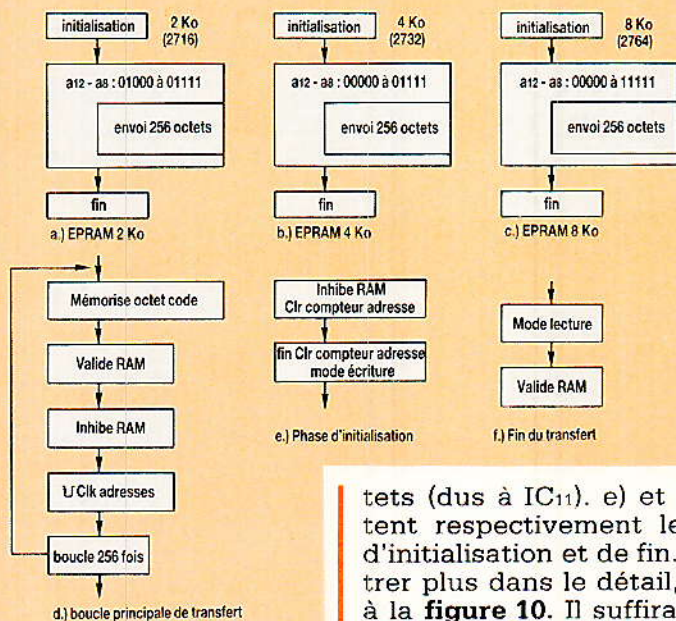 initialisation
2 Ko
(2716)
a12 - a8 : 01000 à 01111
envoi 256 octets
fin
a.) EPRAM 2 Ko
initialisation
4 Ko
(2732)
a12 - a8 : 00000 à 01111
envoi 256 octets
fin
b.) EPRAM 4 Ko
initialisation
8 Ko
(2764)
a12 - a8 : 00000 à 11111
envoi 256 octets
fin
c.) EPRAM 8 Ko
Mémorise octet code
Valide RAM
Inhibe RAM
Clk adresses
boucle 256 fois
d.) boucle principale de transfert
Inhibe RAM
Clr compteur adresse
fin Clr compteur adresse
mode écriture
e.) Phase d'initialisation
Mode lecture
Valide RAM
f.) Fin du transfert
tets (dus à IC11). e) et
tent respectivement le
d'initialisation et de fin.
trer plus dans le détail,
à la figure 10. Il suffira